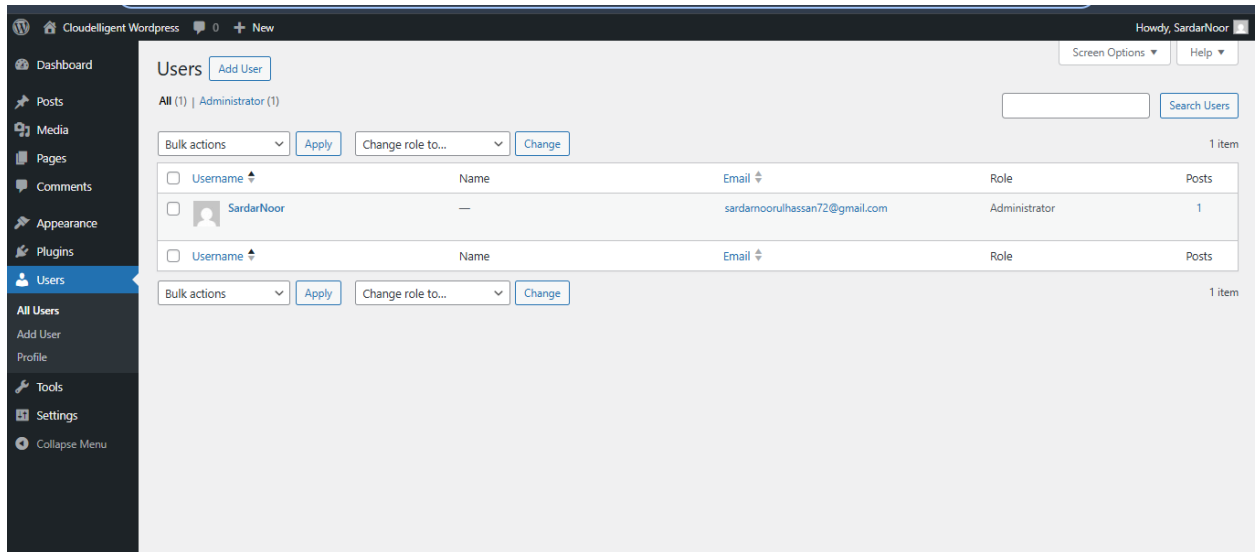 Cloudelligent Wordpress 0 + New Howdy, SardarNoor
Screen Options ▼ Help ▼
Dashboard
Posts
Media
Pages
Comments
Appearance
Plugins
Users
All Users
Add User
Profile
Tools
Settings
Collapse Menu
Users Add User
All (1) | Administrator (1)
Search Users
Bulk actions Apply Change role to... Change 1 item
Username Name Email Role Posts
SardarNoor — sardarnoorulhassan72@gmail.com Administrator 1
Username Name Email Role Posts
Bulk actions Apply Change role to... Change 1 item